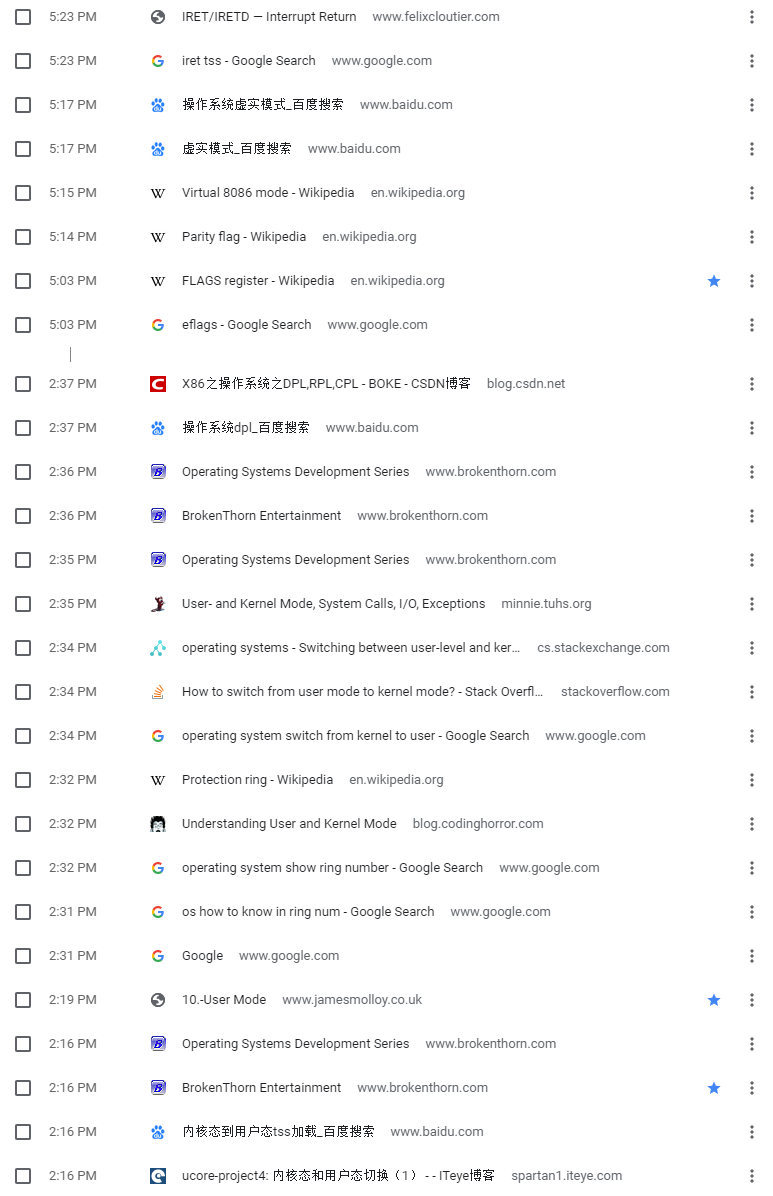 5:23 PM IRET/IRETD — Interrupt Return www.felixcloutier.com
5:23 PM iret tss - Google Search www.google.com
5:17 PM 操作系统虚实模式_百度搜索 www.baidu.com
5:17 PM 虚实模式_百度搜索 www.baidu.com
5:15 PM Virtual 8086 mode - Wikipedia en.wikipedia.org
5:14 PM Parity flag - Wikipedia en.wikipedia.org
5:03 PM FLAGS register - Wikipedia en.wikipedia.org
5:03 PM eflags - Google Search www.google.com
2:37 PM X86之操作系统之DPL,RPL,CPL - BOKE - CSDN博客 blog.csdn.net
2:37 PM 操作系统dpl_百度搜索 www.baidu.com
2:36 PM Operating Systems Development Series www.brokenthorn.com
2:36 PM BrokenThorn Entertainment www.brokenthorn.com
2:35 PM Operating Systems Development Series www.brokenthorn.com
2:35 PM User- and Kernel Mode, System Calls, I/O, Exceptions minnie.tuhs.org
2:34 PM operating systems - Switching between user-level and ker... cs.stackexchange.com
2:34 PM How to switch from user mode to kernel mode? - Stack Overfl... stackoverflow.com
2:34 PM operating system switch from kernel to user - Google Search www.google.com
2:32 PM Protection ring - Wikipedia en.wikipedia.org
2:32 PM Understanding User and Kernel Mode blog.codinghorror.com
2:32 PM operating system show ring number - Google Search www.google.com
2:31 PM os how to know in ring num - Google Search www.google.com
2:31 PM Google www.google.com
2:19 PM 10.-User Mode www.jamesmolloy.co.uk
2:16 PM Operating Systems Development Series www.brokenthorn.com
2:16 PM BrokenThorn Entertainment www.brokenthorn.com
2:16 PM 内核态到用户态tss加载_百度搜索 www.baidu.com
2:16 PM ucore-project4: 内核态和用户态切换（1） - - ITeye博客 spartan1.iteye.com